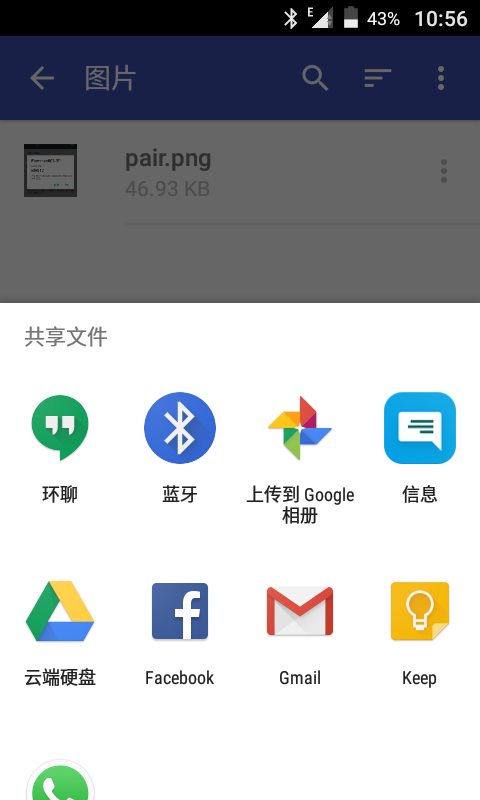 E 43% 10:56
图片
pair.png
46.93 KB
共享文件
环聊
蓝牙
上传到 Google
相册
信息
云端硬盘
Facebook
Gmail
Keep